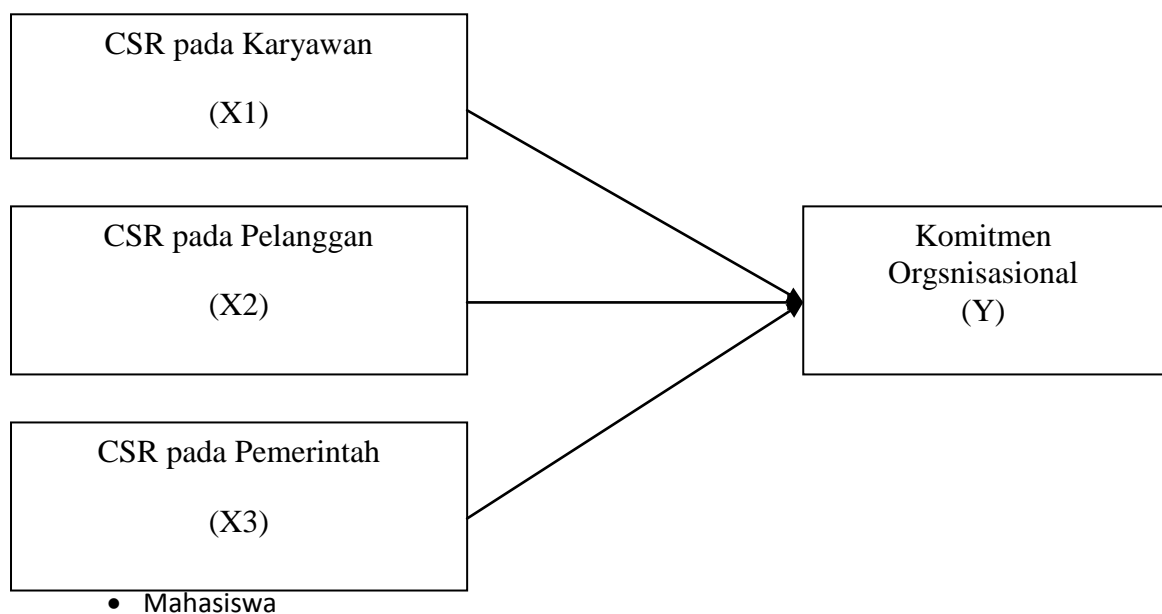 CSR pada Karyawan
(X1)
CSR pada Pelanggan
(X2)
Komitmen
Orgsnisasional
(Y)
CSR pada Pemerintah
(X3)
• Mahasiswa